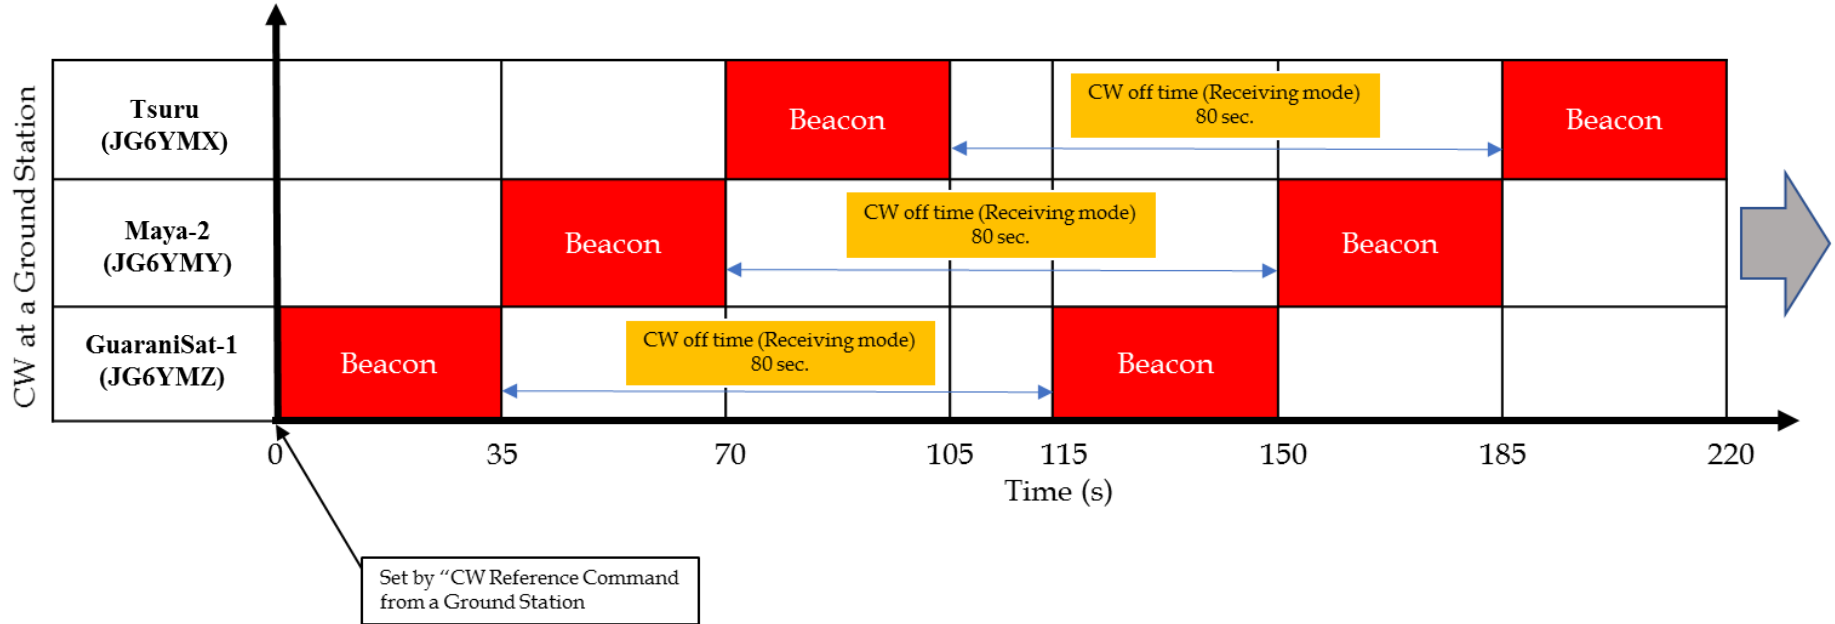 CW at a Ground Station
Tsuru
(JG6YMX)
Beacon
CW off time (Receiving mode)
80 sec.
Beacon
Maya-2
(JG6YMY)
Beacon
CW off time (Receiving mode)
80 sec.
Beacon
GuaraniSat-1
(JG6YMZ)
Beacon
CW off time (Receiving mode)
80 sec.
Beacon
0 35 70 105 115 150 185 220
Time (s)
Set by “CW Reference Command
from a Ground Station